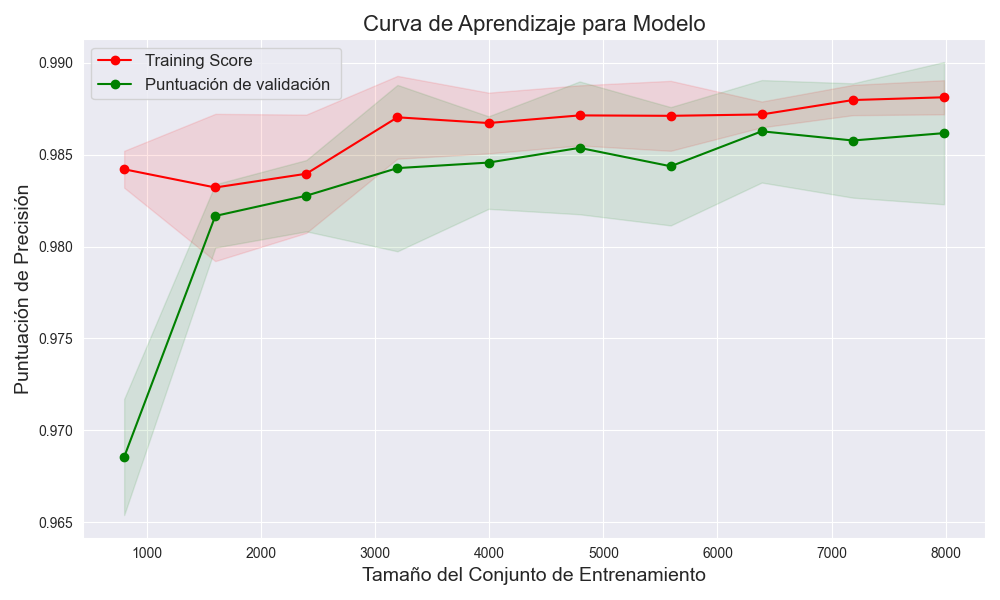 Curva de Aprendizaje para Modelo
Training Score
Puntuación de validación
Puntuación de Precisión
0.990
0.985
0.980
0.975
0.970
0.965
1000
2000
3000
4000
5000
6000
7000
8000
Tamaño del Conjunto de Entrenamiento